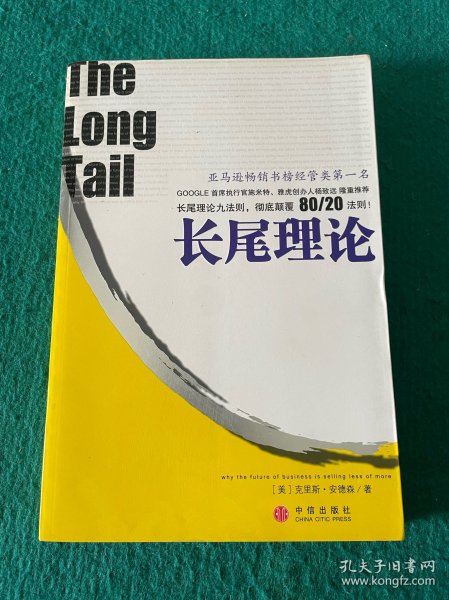 The
Long
Tail
亚马逊畅销书榜经管类第一名
GOOGLE 首席执行官施米特、雅虎创办人杨致远 隆重推荐
长尾理论九法则，彻底颠覆 80/20 法则！
长尾理论
why the future of business is selling less of more
[美] 克里斯·安德森/著
中信出版社
CHINA CITIC PRESS
孔夫子旧书网
www.kongfz.com